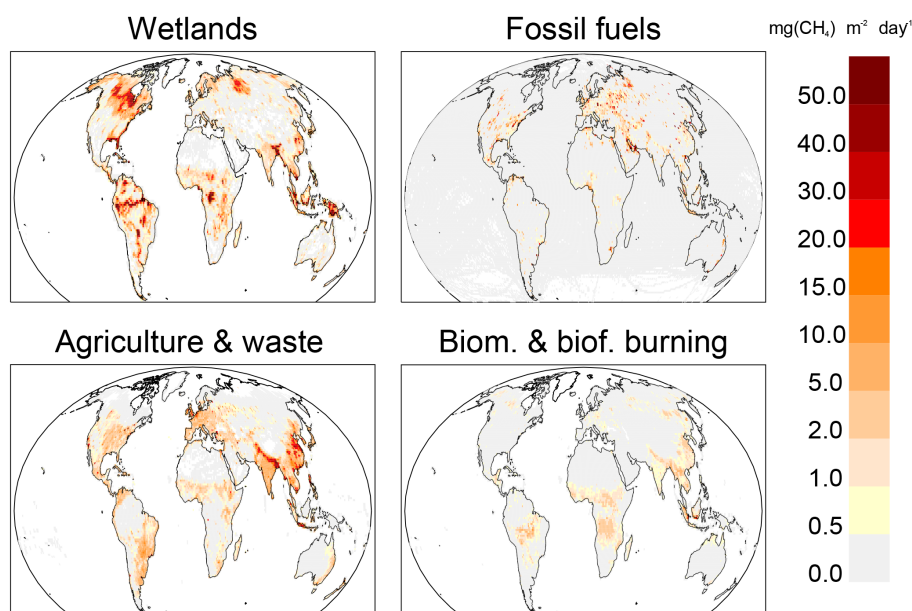 Wetlands
Fossil fuels
mg(CH₄) m⁻² day⁻¹
50.0
40.0
30.0
20.0
15.0
10.0
5.0
2.0
1.0
0.5
0.0
Agriculture & waste
Biom. & biof. burning